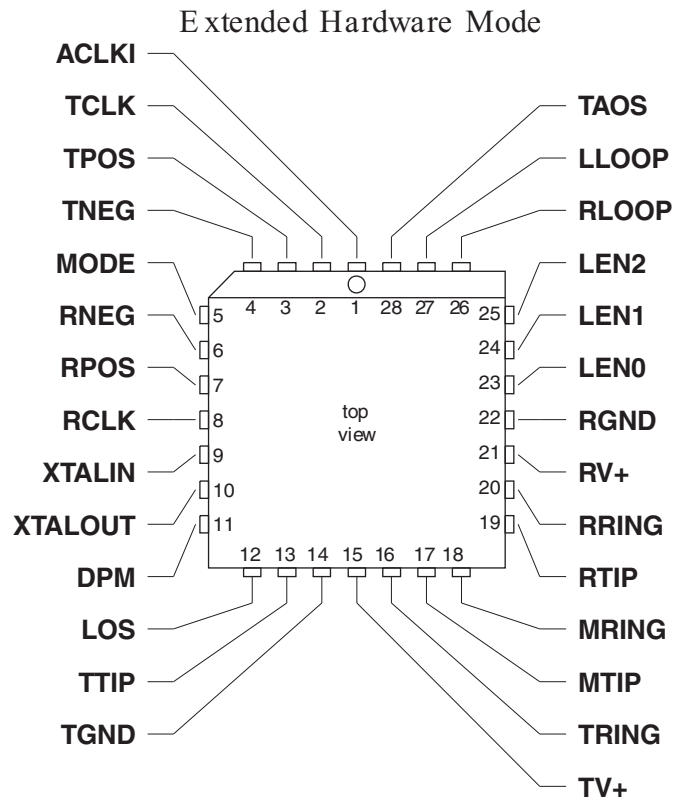 Extended Hardware Mode
ACLKI
TCLK
TPOS
TNEG
MODE
RNEG
RPOS
RCLK
XTALIN
XTALOUT
DPM
LOS
TTIP
TGND
4 3 2 1 28 27 26
5
6
7
8
9
10
11
top
view
25
24
23
22
21
20
19
12 13 14 15 16 17 18
TAOS
LLOOP
RLOOP
LEN2
LEN1
LEN0
RGND
RV+
RRING
RTIP
MRING
MTIP
TRING
TV+